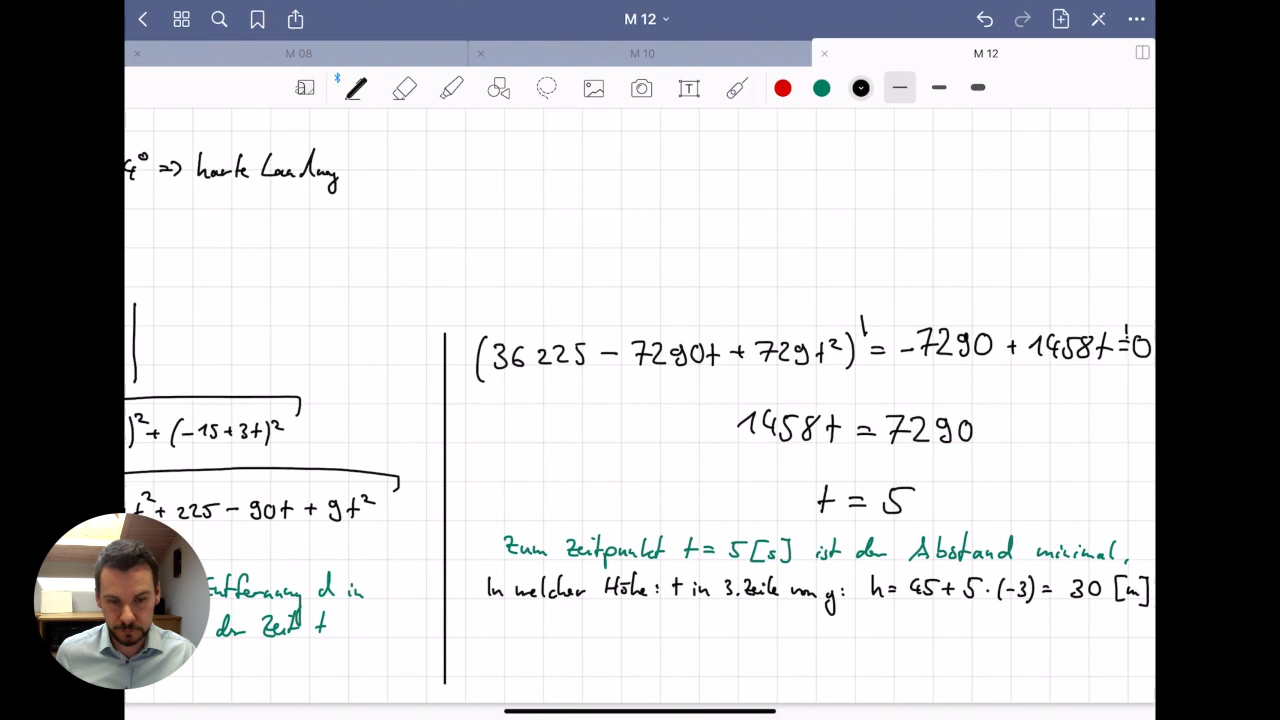 M 12
M 08
M 10
M 12
4° => harte Landung
(36225 - 7290t + 729t²)' = -7290 + 1458t = 0
!
)² + (-15+3t)²
1458t = 7290
t² + 225 - 90t + 9t²
t = 5
Zum Zeitpunkt t = 5 [s] ist der Abstand minimal.
Entfernung d in
der Zeit t
In welcher Höhe: t in 3. Zeile von g: h = 45 + 5 · (-3) = 30 [m]